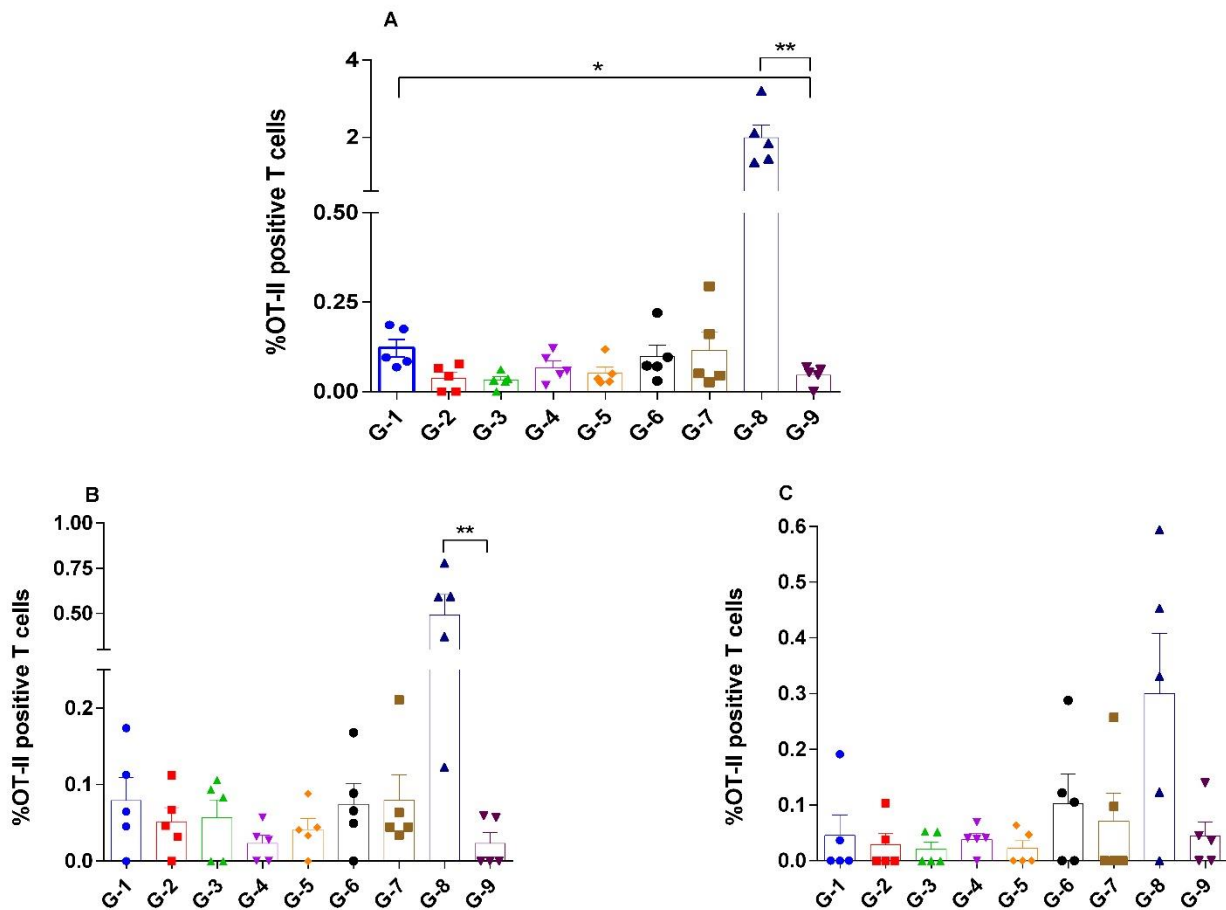 A
%OT-II positive T cells
4
2
0.50
0.25
0.00
*
**
G-1 G-2 G-3 G-4 G-5 G-6 G-7 G-8 G-9
B
%OT-II positive T cells
1.00
0.75
0.50
0.2
0.1
0.0
**
G-1 G-2 G-3 G-4 G-5 G-6 G-7 G-8 G-9
C
%OT-II positive T cells
0.6
0.5
0.4
0.3
0.2
0.1
0.0
G-1 G-2 G-3 G-4 G-5 G-6 G-7 G-8 G-9